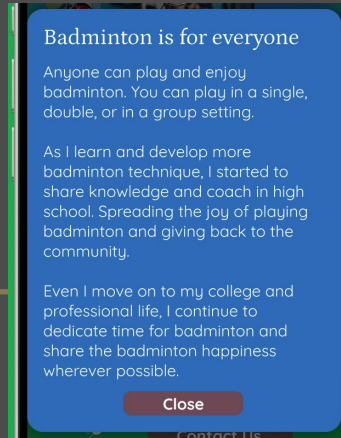 Badminton is for everyone
Anyone can play and enjoy
badminton. You can play in a single,
double, or in a group setting.
As I learn and develop more
badminton technique, I started to
share knowledge and coach in high
school. Spreading the joy of playing
badminton and giving back to the
community.
Even I move on to my college and
professional life, I continue to
dedicate time for badminton and
share the badminton happiness
wherever possible.
Close
Contact Us